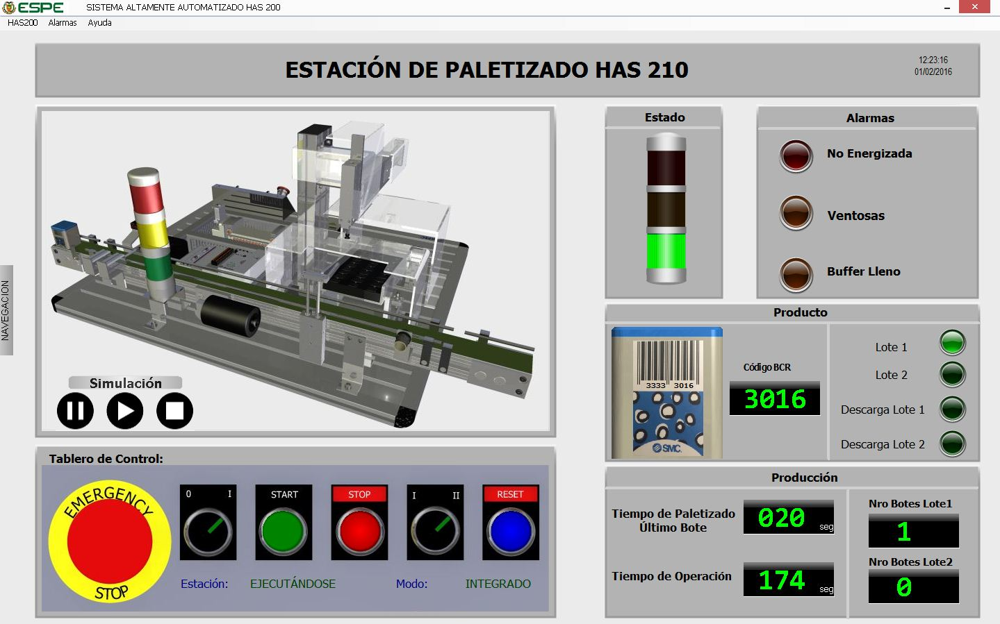 ESPE SISTEMA ALTAMENTE AUTOMATIZADO HAS 200
HAS200 Alarmas Ayuda
ESTACIÓN DE PALETIZADO HAS 210
12:23:16
01/02/2016
NAVEGACION
Simulación
Estado
Alarmas
No Energizada
Ventosas
Buffer Lleno
Producto
3333 3016
SMC.
Código BCR
3016
Lote 1
Lote 2
Descarga Lote 1
Descarga Lote 2
Tablero de Control:
EMERGENCY
STOP
0 I
START
STOP
I II
RESET
Estación: EJECUTÁNDOSE Modo: INTEGRADO
Producción
Tiempo de Paletizado
Último Bote
020 seg
Tiempo de Operación
174 seg
Nro Botes Lote1
1
Nro Botes Lote2
0